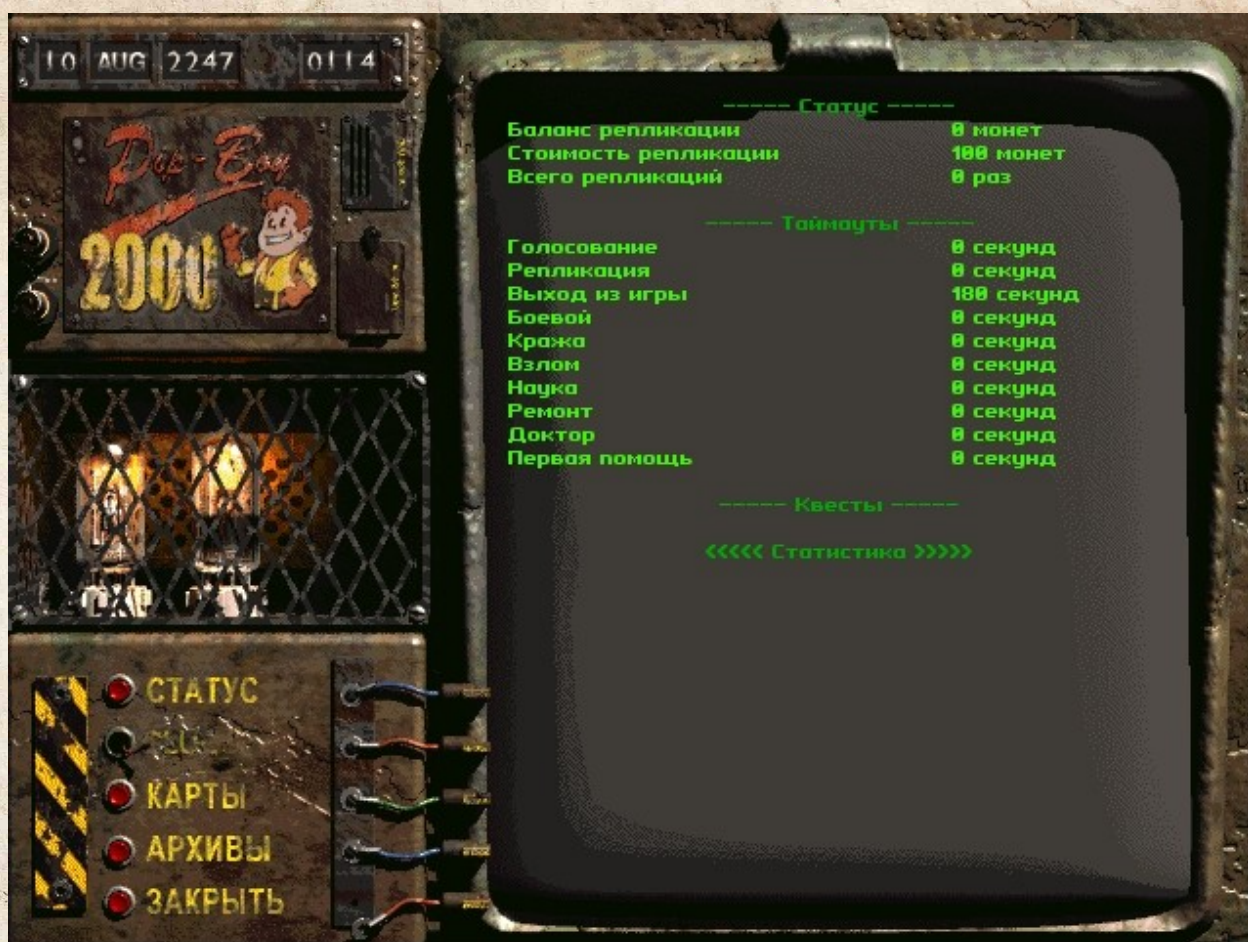 10 AUG 2247 0114
Pip-Boy
2000
----- Статус -----
Баланс репликации 0 монет
Стоимость репликации 100 монет
Всего репликаций 0 раз
----- Таймауты -----
Голосование 0 секунд
Репликация 0 секунд
Выход из игры 180 секунд
Боевой 0 секунд
Кража 0 секунд
Взлом 0 секунд
Наука 0 секунд
Ремонт 0 секунд
Доктор 0 секунд
Первая помощь 0 секунд
----- Квесты -----
<<<<< Статистика >>>>>
СТАТУС
КАРТЫ
АРХИВЫ
ЗАКРЫТЬ